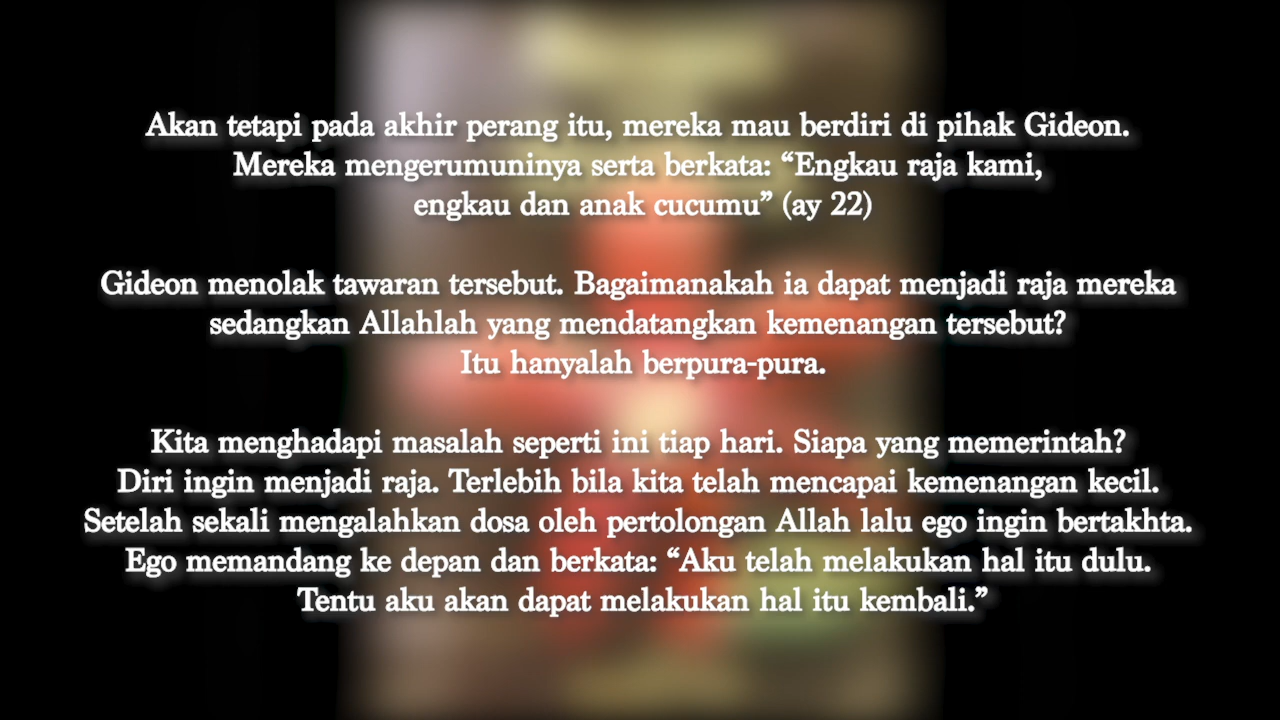 Akan tetapi pada akhir perang itu, mereka mau berdiri di pihak Gideon.
Mereka mengerumuninya serta berkata: “Engkau raja kami,
engkau dan anak cucumu” (ay 22)
Gideon menolak tawaran tersebut. Bagaimanakah ia dapat menjadi raja mereka
sedangkan Allahlah yang mendatangkan kemenangan tersebut?
Itu hanyalah berpura-pura.
Kita menghadapi masalah seperti ini tiap hari. Siapa yang memerintah?
Diri ingin menjadi raja. Terlebih bila kita telah mencapai kemenangan kecil.
Setelah sekali mengalahkan dosa oleh pertolongan Allah lalu ego ingin bertakhta.
Ego memandang ke depan dan berkata: “Aku telah melakukan hal itu dulu.
Tentu aku akan dapat melakukan hal itu kembali.”